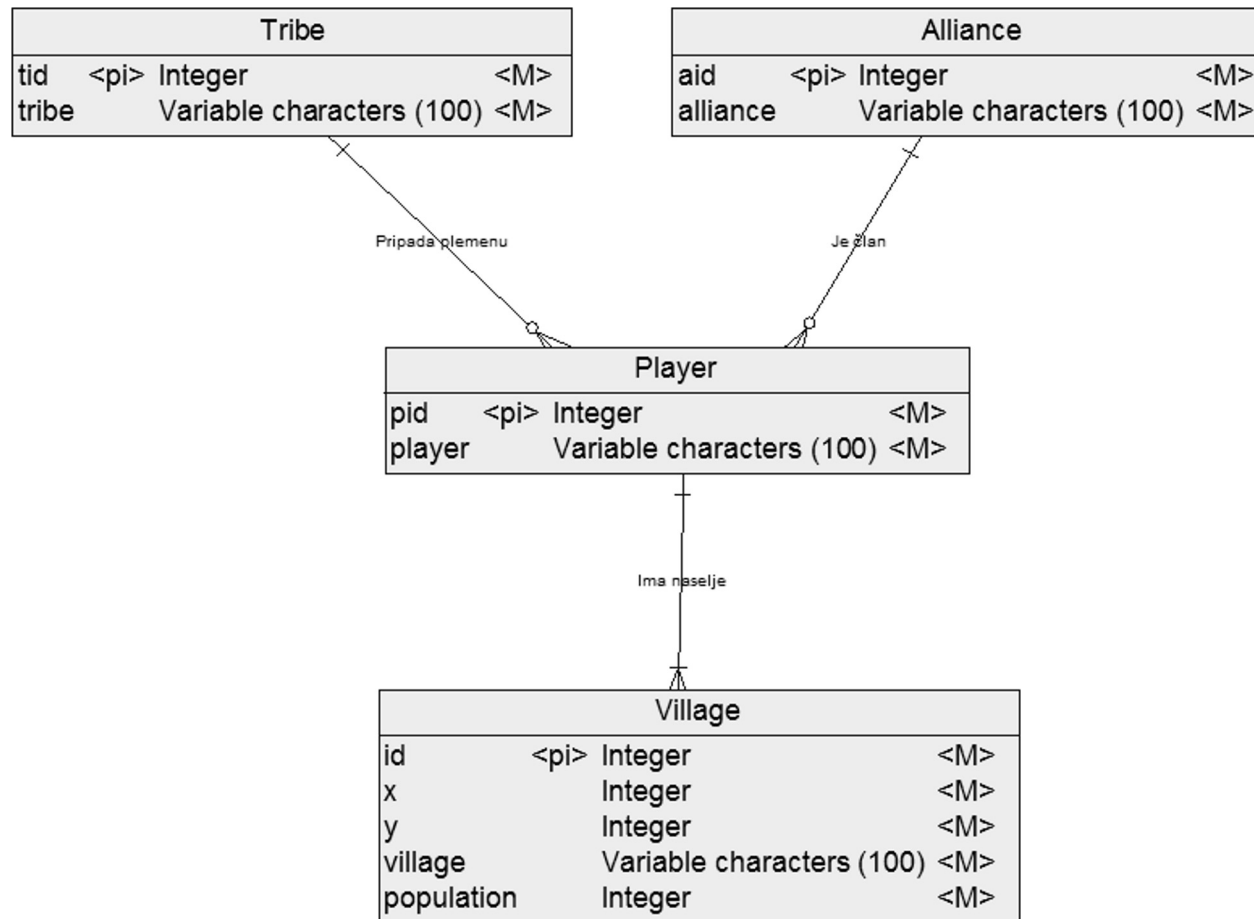 Tribe
tid <pi> Integer <M>
tribe Variable characters (100) <M>
Alliance
aid <pi> Integer <M>
alliance Variable characters (100) <M>
Pripada plemenu
Je član
Player
pid <pi> Integer <M>
player Variable characters (100) <M>
Ima naselje
Village
id <pi> Integer <M>
x Integer <M>
y Integer <M>
village Variable characters (100) <M>
population Integer <M>